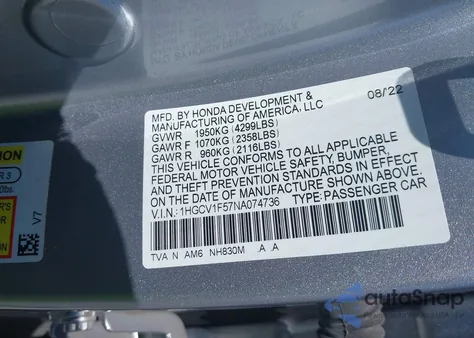 MFD. BY HONDA DEVELOPMENT &
MANUFACTURING OF AMERICA, LLC 08/22
GVWR 1950KG (4299LBS)
GAWR F 1070KG (2358LBS)
GAWR R 960KG (2116LBS)
THIS VEHICLE CONFORMS TO ALL APPLICABLE
FEDERAL MOTOR VEHICLE SAFETY, BUMPER,
AND THEFT PREVENTION STANDARDS IN EFFECT
ON THE DATE OF MANUFACTURE SHOWN ABOVE.
V.I.N.: 1HGCV1F57NA074736 TYPE: PASSENGER CAR
TVA N AM6 NH830M A A
V7
autoSnap